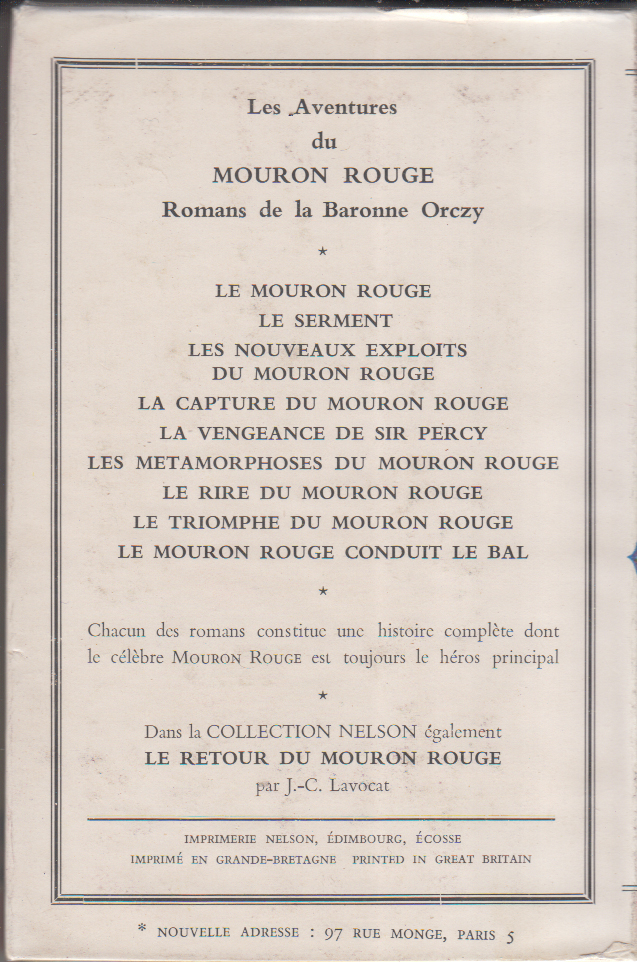 Les Aventures
du
MOURON ROUGE
Romans de la Baronne Orczy
*
LE MOURON ROUGE
LE SERMENT
LES NOUVEAUX EXPLOITS
DU MOURON ROUGE
LA CAPTURE DU MOURON ROUGE
LA VENGEANCE DE SIR PERCY
LES METAMORPHOSES DU MOURON ROUGE
LE RIRE DU MOURON ROUGE
LE TRIOMPHE DU MOURON ROUGE
LE MOURON ROUGE CONDUIT LE BAL
*
Chacun des romans constitue une histoire complète dont
le célèbre MOURON ROUGE est toujours le héros principal
*
Dans la COLLECTION NELSON également
LE RETOUR DU MOURON ROUGE
par J.-C. Lavocat
IMPRIMERIE NELSON, ÉDIMBOURG, ÉCOSSE
IMPRIMÉ EN GRANDE-BRETAGNE PRINTED IN GREAT BRITAIN
* NOUVELLE ADRESSE : 97 RUE MONGE, PARIS 5